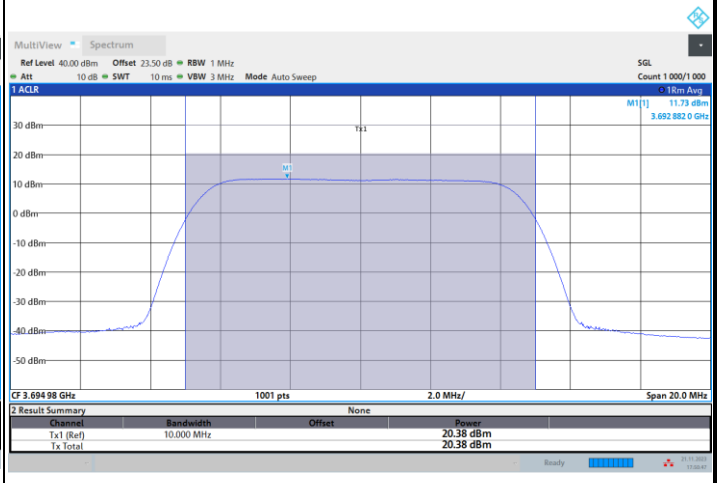 MultiView Spectrum
Ref Level 40.00 dBm Offset 23.50 dB RBW 1 MHz SGL
Att 10 dB SWT 10 ms VBW 3 MHz Mode Auto Sweep Count 1 000/1 000
1 ACLR 1Rm Avg
M1[1] 11.73 dBm
3.692 882 0 GHz
30 dBm
Tx1
20 dBm
M1
10 dBm
0 dBm
-10 dBm
-20 dBm
-30 dBm
-40 dBm
-50 dBm
CF 3.694 98 GHz 1001 pts 2.0 MHz/ Span 20.0 MHz
2 Result Summary None
Channel Bandwidth Offset Power
Tx1 (Ref) 10.000 MHz 20.38 dBm
Tx Total 20.38 dBm
Ready